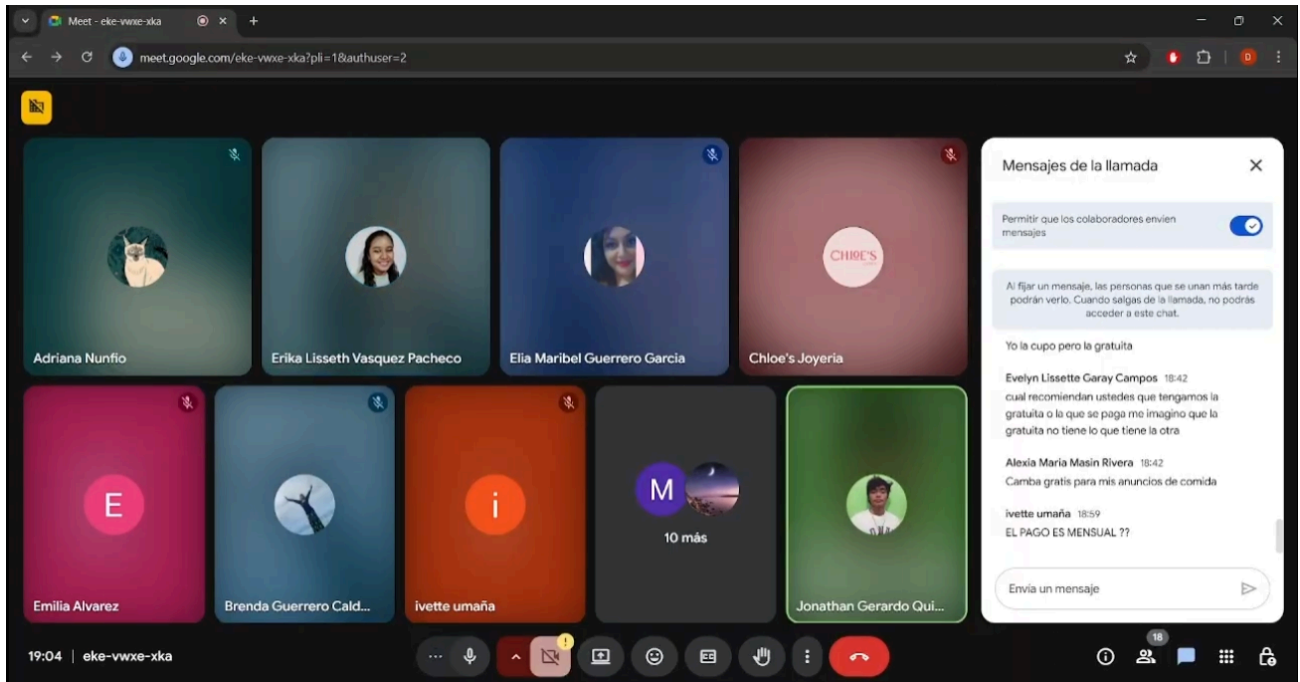 Meet - eke-vwxe-xka
meet.google.com/eke-vwxe-xka?pli=1&authuser=2
D
Adriana Nunfio
Erika Lisseth Vasquez Pacheco
Elia Maribel Guerrero Garcia
CHLOE'S
Chloe's Joyeria
E
Emilia Alvarez
Brenda Guerrero Cald...
i
ivette umaña
M
10 más
Jonathan Gerardo Qui...
Mensajes de la llamada
Permitir que los colaboradores envien
mensajes
Al fijar un mensaje, las personas que se unan más tarde
podrán verlo. Cuando salgas de la llamada, no podrás
acceder a este chat.
Yo la cupo pero la gratuita
Evelyn Lissette Garay Campos 18:42
cual recomiendan ustedes que tengamos la
gratuita o la que se paga me imagino que la
gratuita no tiene lo que tiene la otra
Alexia Maria Masin Rivera 18:42
Camba gratis para mis anuncios de comida
ivette umaña 18:59
EL PAGO ES MENSUAL ??
Envía un mensaje
19:04 | eke-vwxe-xka
18